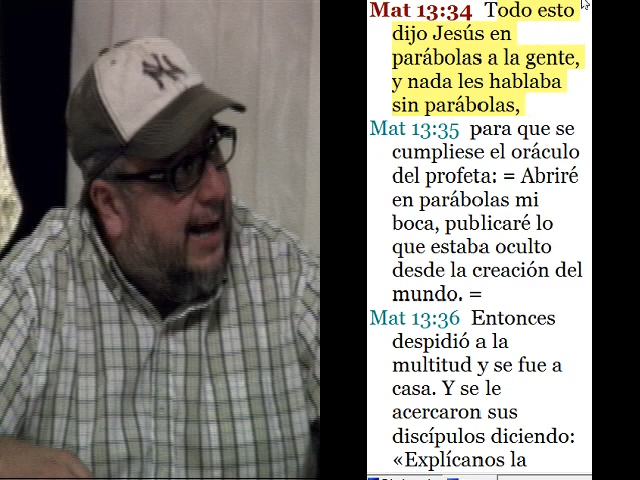 NY
Mat 13:34 Todo esto
dijo Jesús en
parábolas a la gente,
y nada les hablaba
sin parábolas,
Mat 13:35 para que se
cumpliese el oráculo
del profeta: = Abriré
en parábolas mi
boca, publicaré lo
que estaba oculto
desde la creación del
mundo. =
Mat 13:36 Entonces
despidió a la
multitud y se fue a
casa. Y se le
acercaron sus
discípulos diciendo:
«Explícanos la